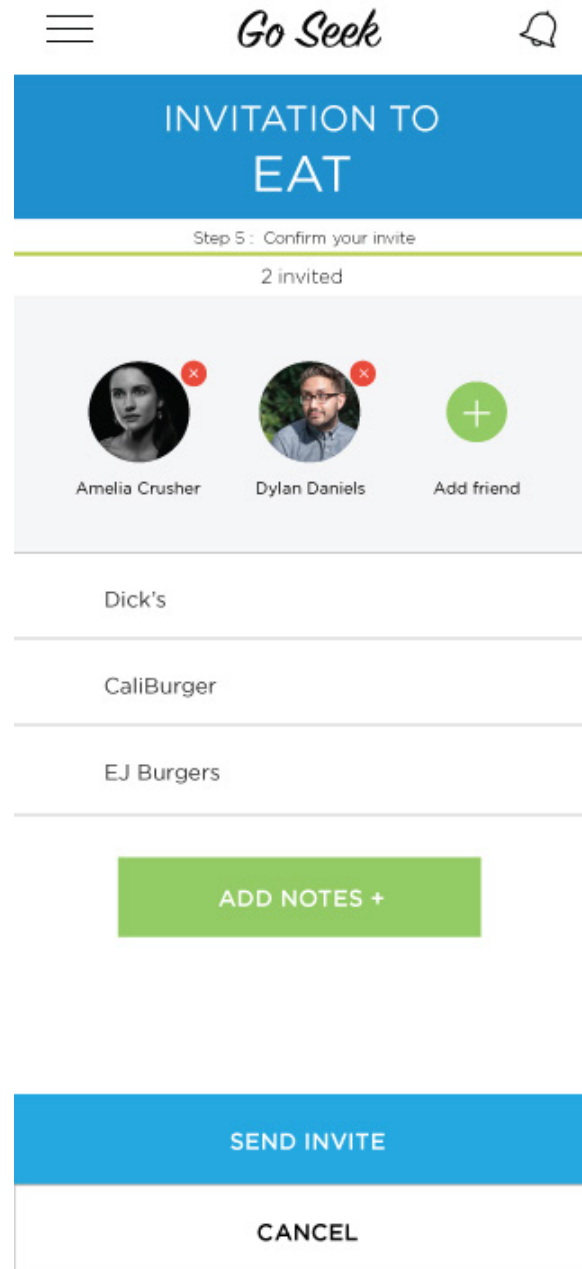 Go Seek
INVITATION TO
EAT
Step 5 : Confirm your invite
2 invited
Amelia Crusher
Dylan Daniels
Add friend
Dick's
CaliBurger
EJ Burgers
ADD NOTES +
SEND INVITE
CANCEL